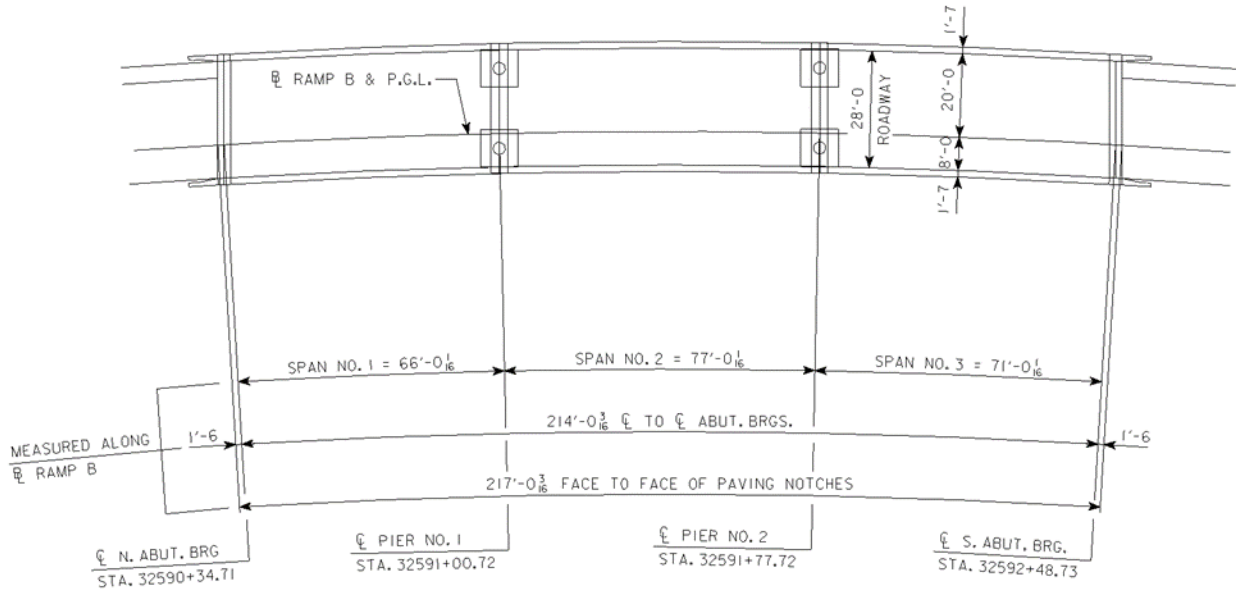 1'-7
℄ RAMP B & P.G.L.
28'-0
ROADWAY
20'-0
8'-0
1'-7
SPAN NO. 1 = 66'-0 1/16
SPAN NO. 2 = 77'-0 1/16
SPAN NO. 3 = 71'-0 1/16
MEASURED ALONG
℄ RAMP B
1'-6
214'-0 3/16 ℄ TO ℄ ABUT. BRGS.
1'-6
217'-0 3/16 FACE TO FACE OF PAVING NOTCHES
℄ N. ABUT. BRG
STA. 32590+34.71
℄ PIER NO. 1
STA. 32591+00.72
℄ PIER NO. 2
STA. 32591+77.72
℄ S. ABUT. BRG.
STA. 32592+48.73